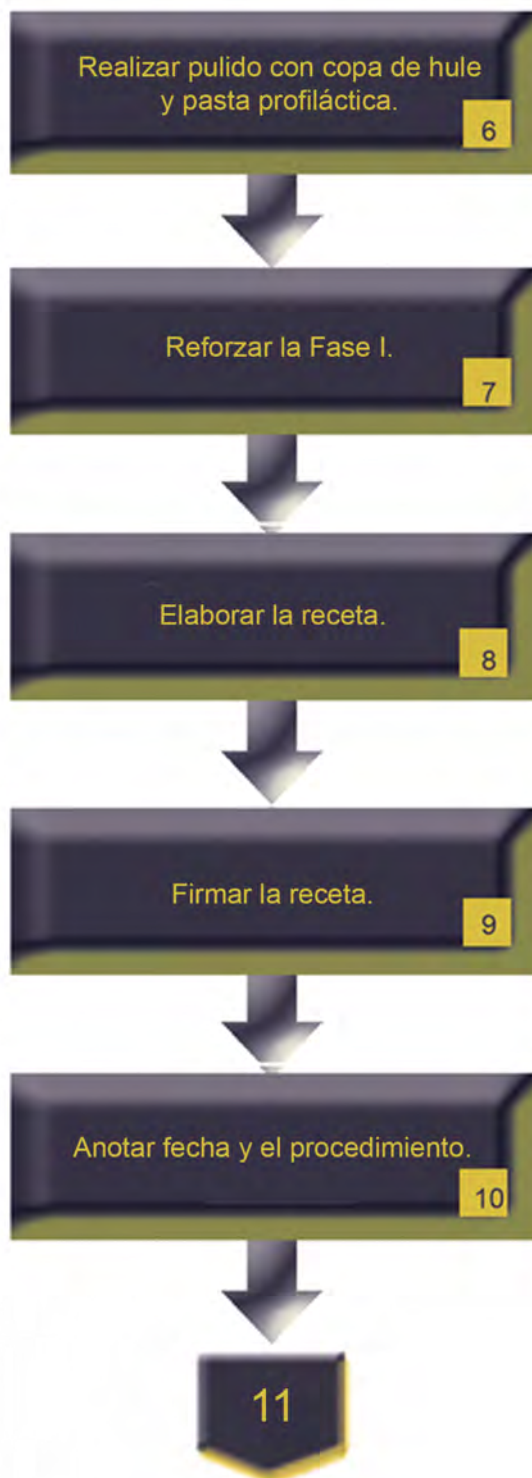 Realizar pulido con copa de hule
y pasta profiláctica.
6
Reforzar la Fase I.
7
Elaborar la receta.
8
Firmar la receta.
9
Anotar fecha y el procedimiento.
10
11